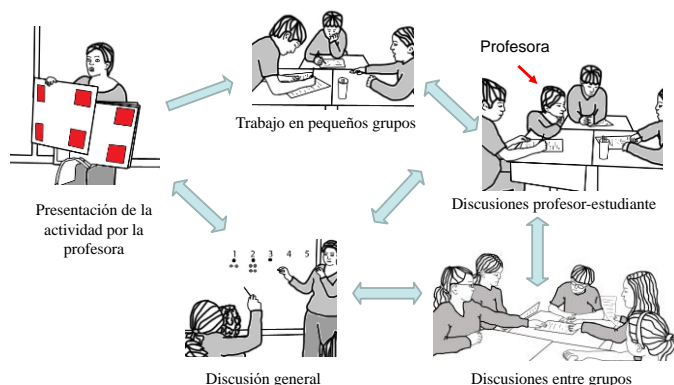 Profesora
Trabajo en pequeños grupos
Presentación de la
actividad por la
profesora
Discusiones profesor-estudiante
1 2 3 4 5
Discusión general
Discusiones entre grupos